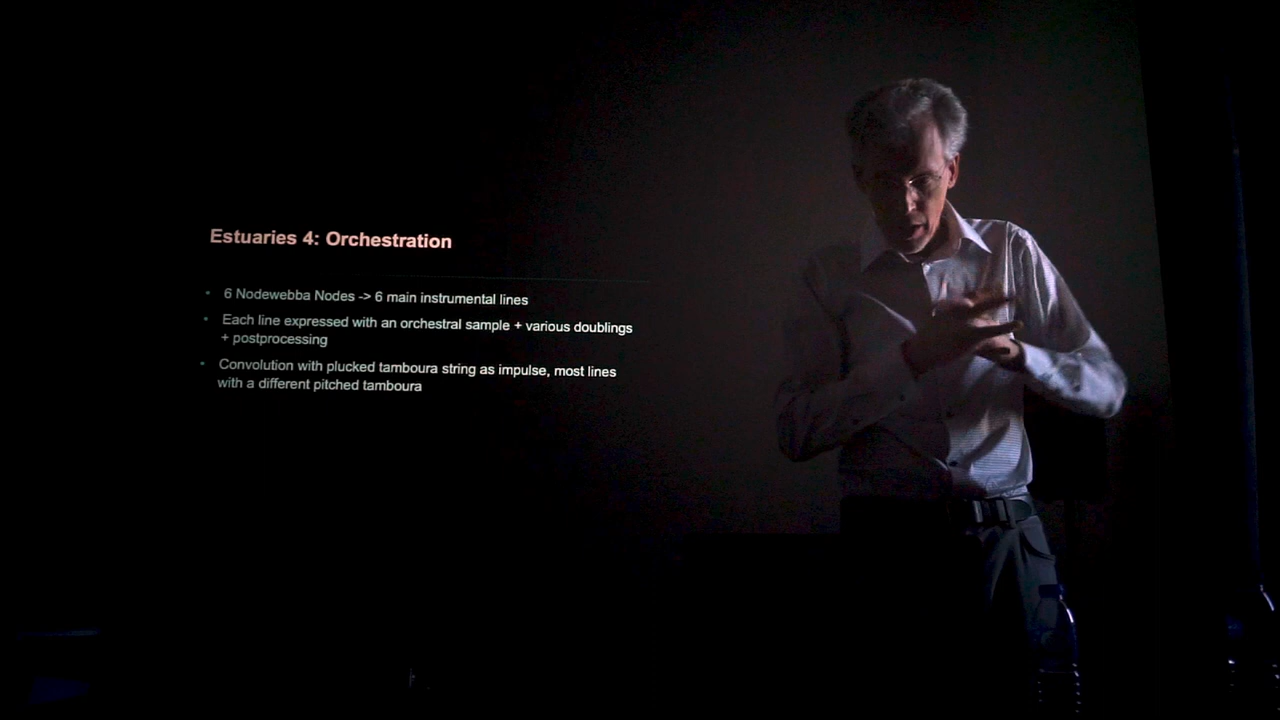 Estuaries 4: Orchestration
• 6 Nodewebba Nodes -> 6 main instrumental lines
• Each line expressed with an orchestral sample + various doublings
+ postprocessing
• Convolution with plucked tamboura string as impulse, most lines
with a different pitched tamboura